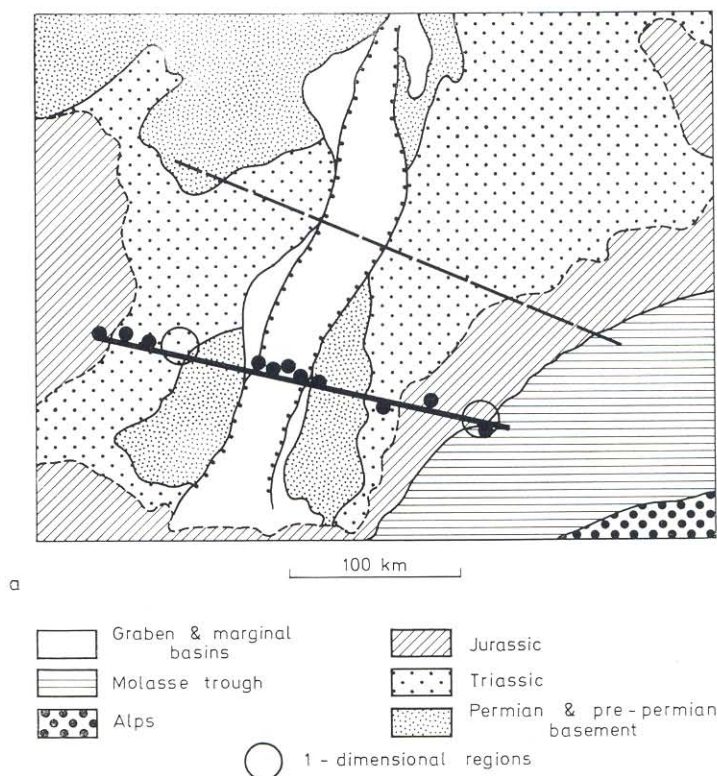 100 km
a
Graben & marginal
basins
Molasse trough
Alps
Jurassic
Triassic
Permian & pre-permian
basement
1-dimensional regions